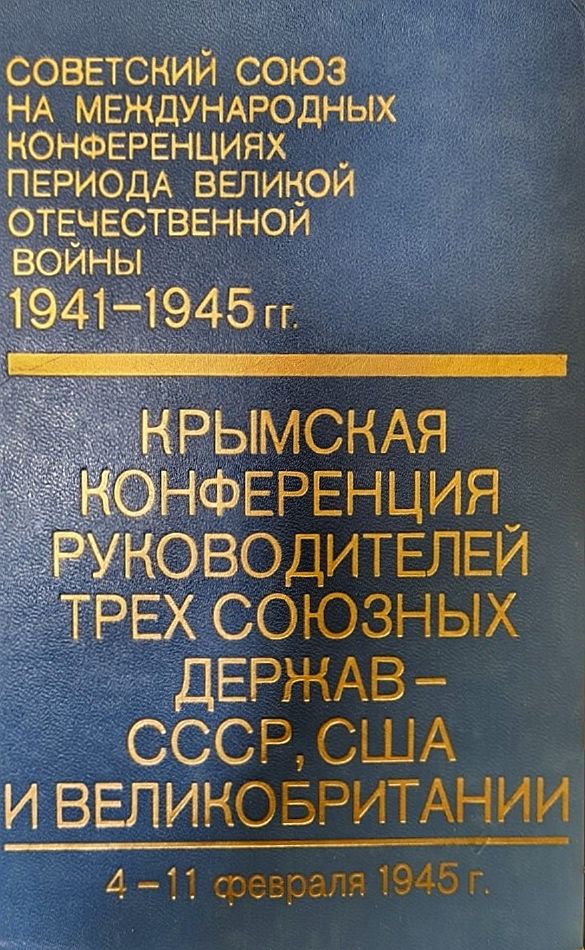 СОВЕТСКИЙ СОЮЗ
НА МЕЖДУНАРОДНЫХ
КОНФЕРЕНЦИЯХ
ПЕРИОДА ВЕЛИКОЙ
ОТЕЧЕСТВЕННОЙ
ВОЙНЫ
1941–1945 гг.
КРЫМСКАЯ
КОНФЕРЕНЦИЯ
РУКОВОДИТЕЛЕЙ
ТРЕХ СОЮЗНЫХ
ДЕРЖАВ –
СССР, США
И ВЕЛИКОБРИТАНИИ
4–11 февраля 1945 г.